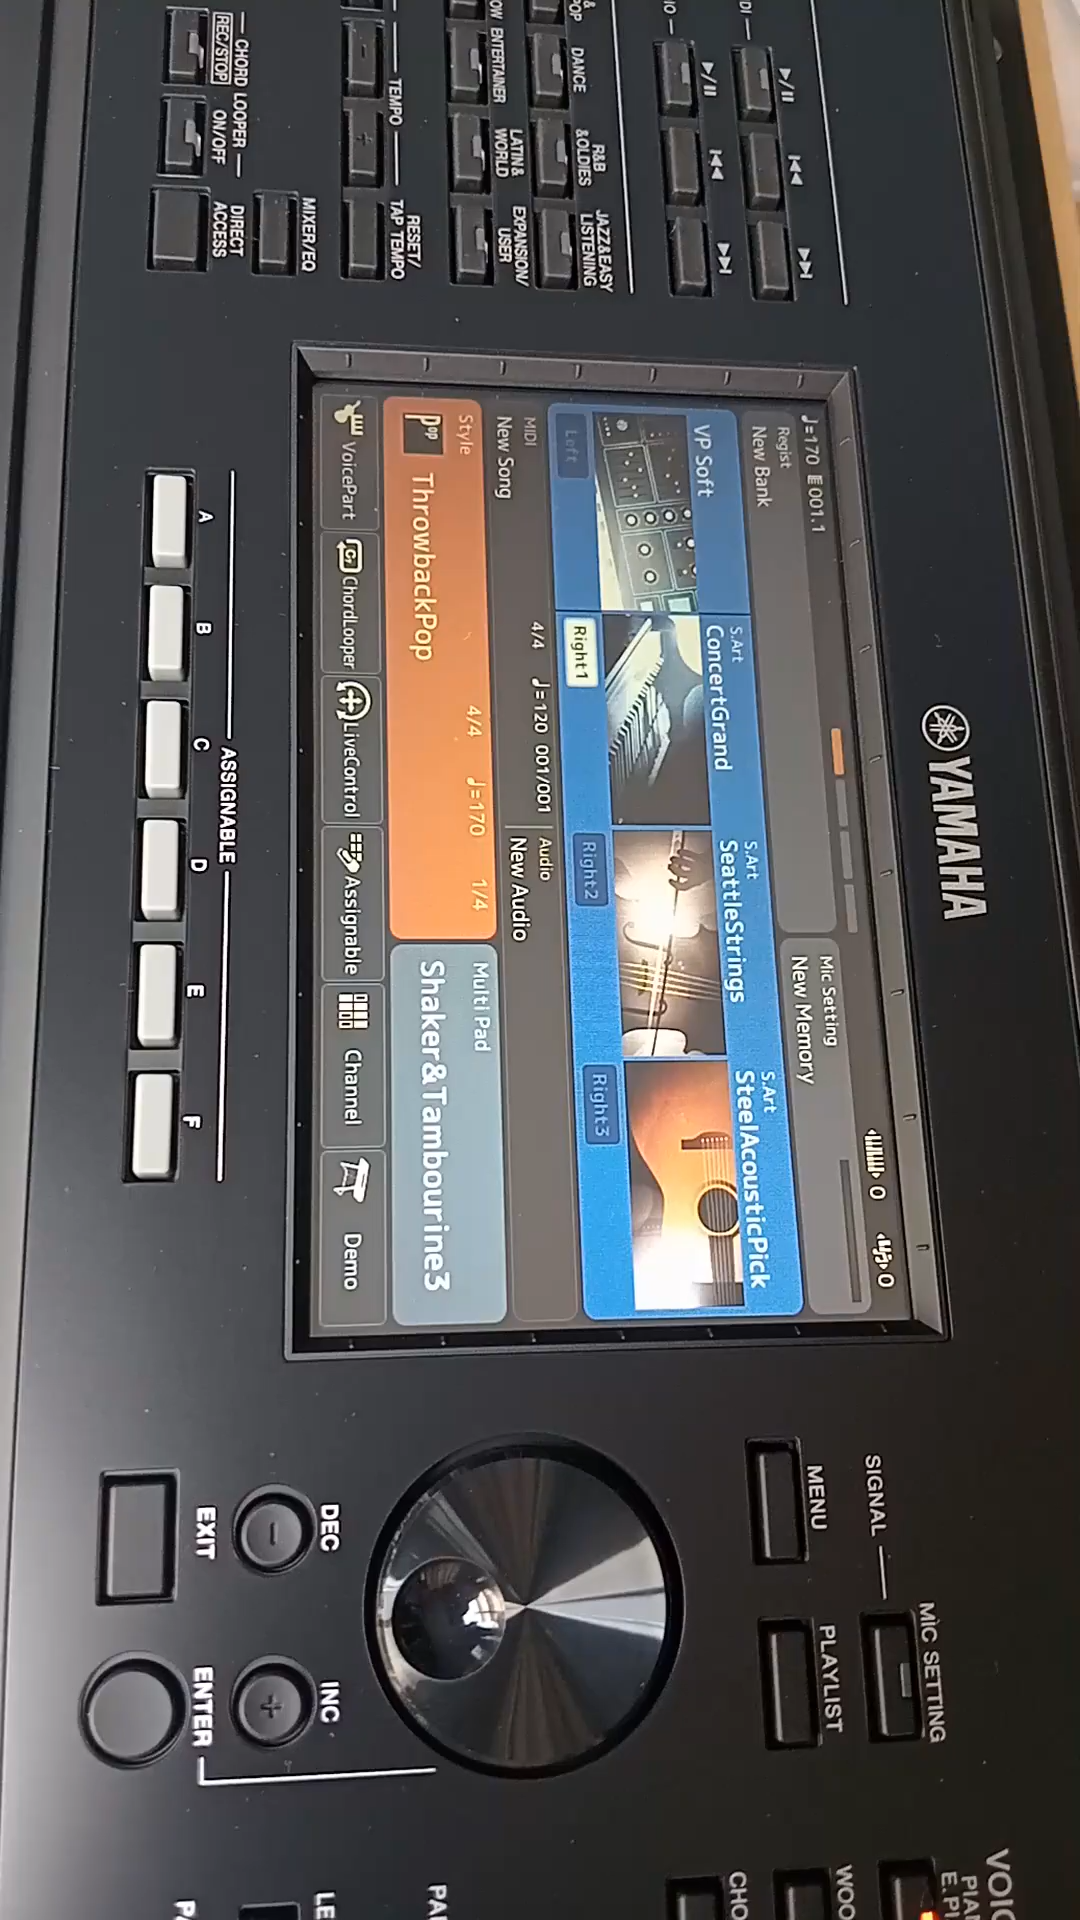 YAMAHA
DANCE
R&B
&OLDIES
JAZZ&EASY
LISTENING
ENTERTAINER
LATIN&
WORLD
EXPANSION/
USER
TEMPO
RESET/
TAP TEMPO
CHORD LOOPER
REC/STOP
ON/OFF
MIXER/EQ
DIRECT
ACCESS
♩=170 001.1
0 0
Regist
New Bank
Mic Setting
New Memory
VP Soft
S.Art
ConcertGrand
S.Art
SeattleStrings
S.Art
SteelAcousticPick
Left
Right1
Right2
Right3
MIDI
New Song
4/4 ♩=120 001/001
Audio
New Audio
Style
Pop
ThrowbackPop
4/4 ♩=170 1/4
Multi Pad
Shaker&Tambourine3
VoicePart
ChordLooper
LiveControl
Assignable
Channel
Demo
ASSIGNABLE
A B C D E F
SIGNAL
MIC SETTING
MENU
PLAYLIST
DEC
INC
EXIT
ENTER